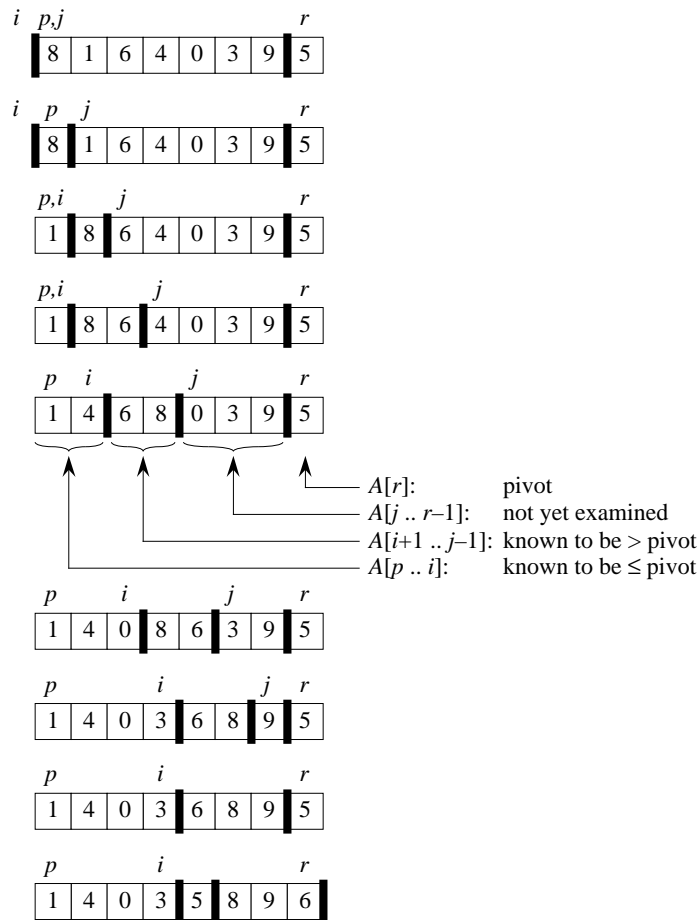 i p,j r
8 1 6 4 0 3 9 5
i p j r
8 1 6 4 0 3 9 5
p,i j r
1 8 6 4 0 3 9 5
p,i j r
1 8 6 4 0 3 9 5
p i j r
1 4 6 8 0 3 9 5
A[r]: pivot
A[j .. r–1]: not yet examined
A[i+1 .. j–1]: known to be > pivot
A[p .. i]: known to be ≤ pivot
p i j r
1 4 0 8 6 3 9 5
p i j r
1 4 0 3 6 8 9 5
p i r
1 4 0 3 6 8 9 5
p i r
1 4 0 3 5 8 9 6